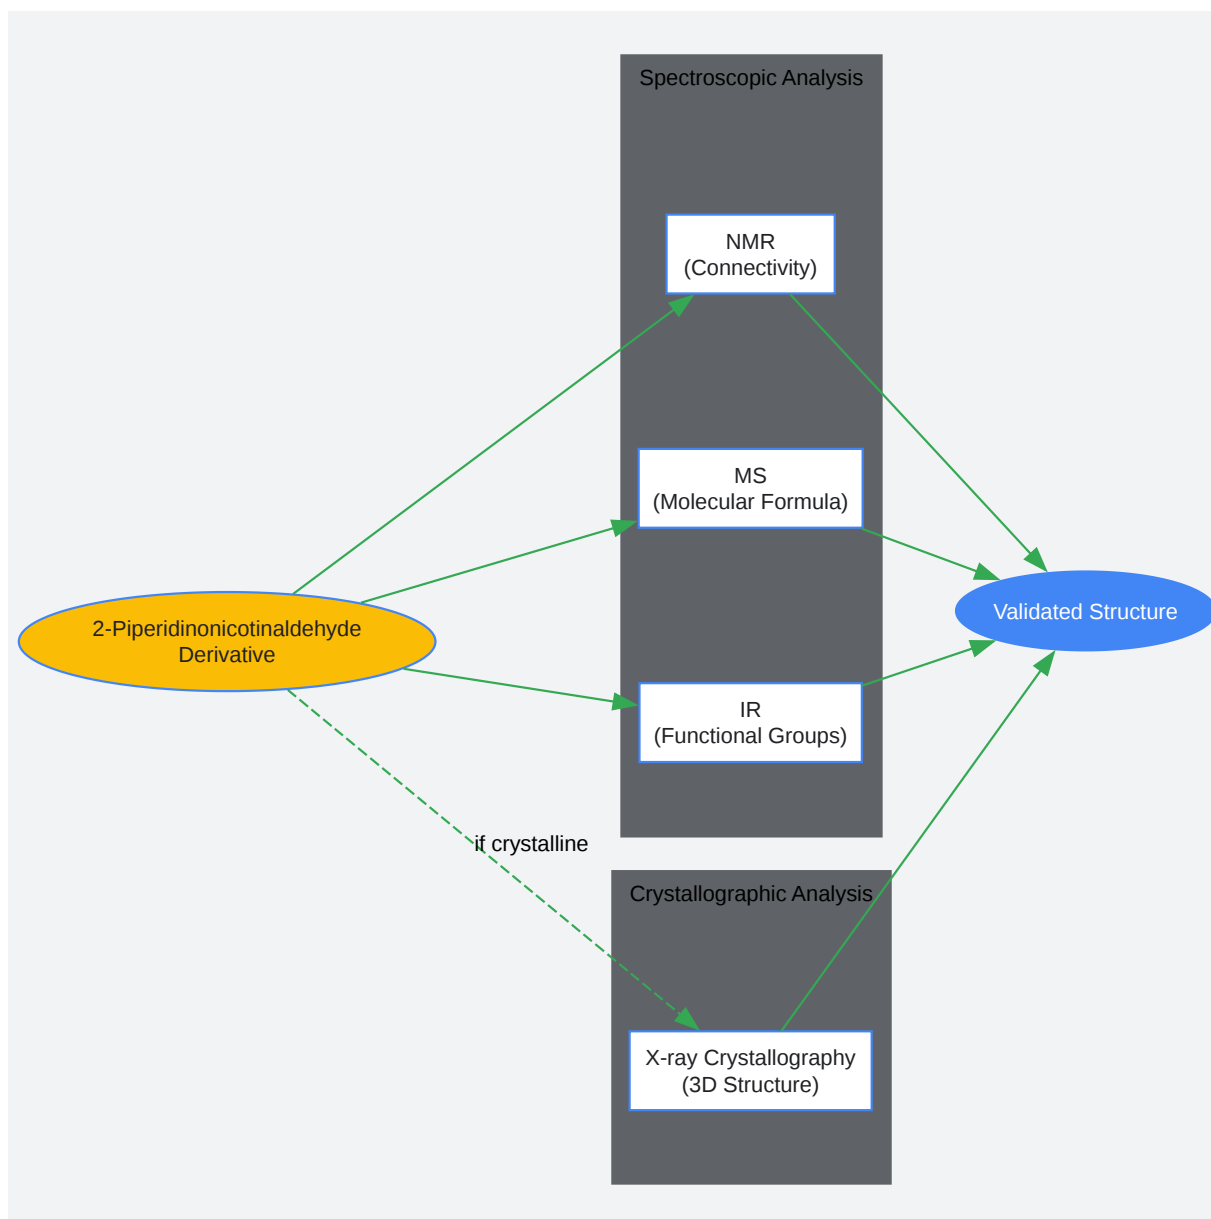 Spectroscopic Analysis
NMR
(Connectivity)
MS
(Molecular Formula)
2-Piperidinonicotinaldehyde
Derivative
Validated Structure
IR
(Functional Groups)
if crystalline
Crystallographic Analysis
X-ray Crystallography
(3D Structure)